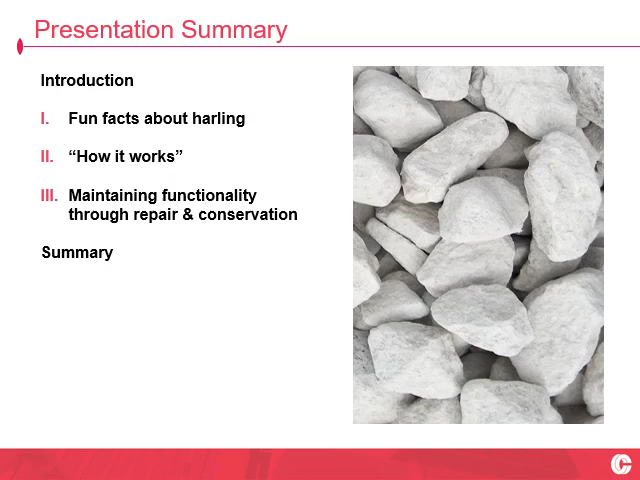 Presentation Summary
Introduction
I. Fun facts about harling
II. “How it works”
III. Maintaining functionality
through repair & conservation
Summary